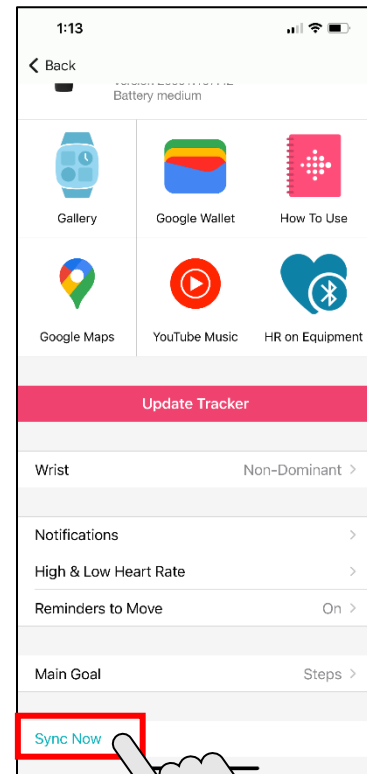 1:13
Back
Battery medium
Gallery
Google Wallet
How To Use
Google Maps
YouTube Music
HR on Equipment
Update Tracker
Wrist Non-Dominant
Notifications
High & Low Heart Rate
Reminders to Move On
Main Goal Steps
Sync Now